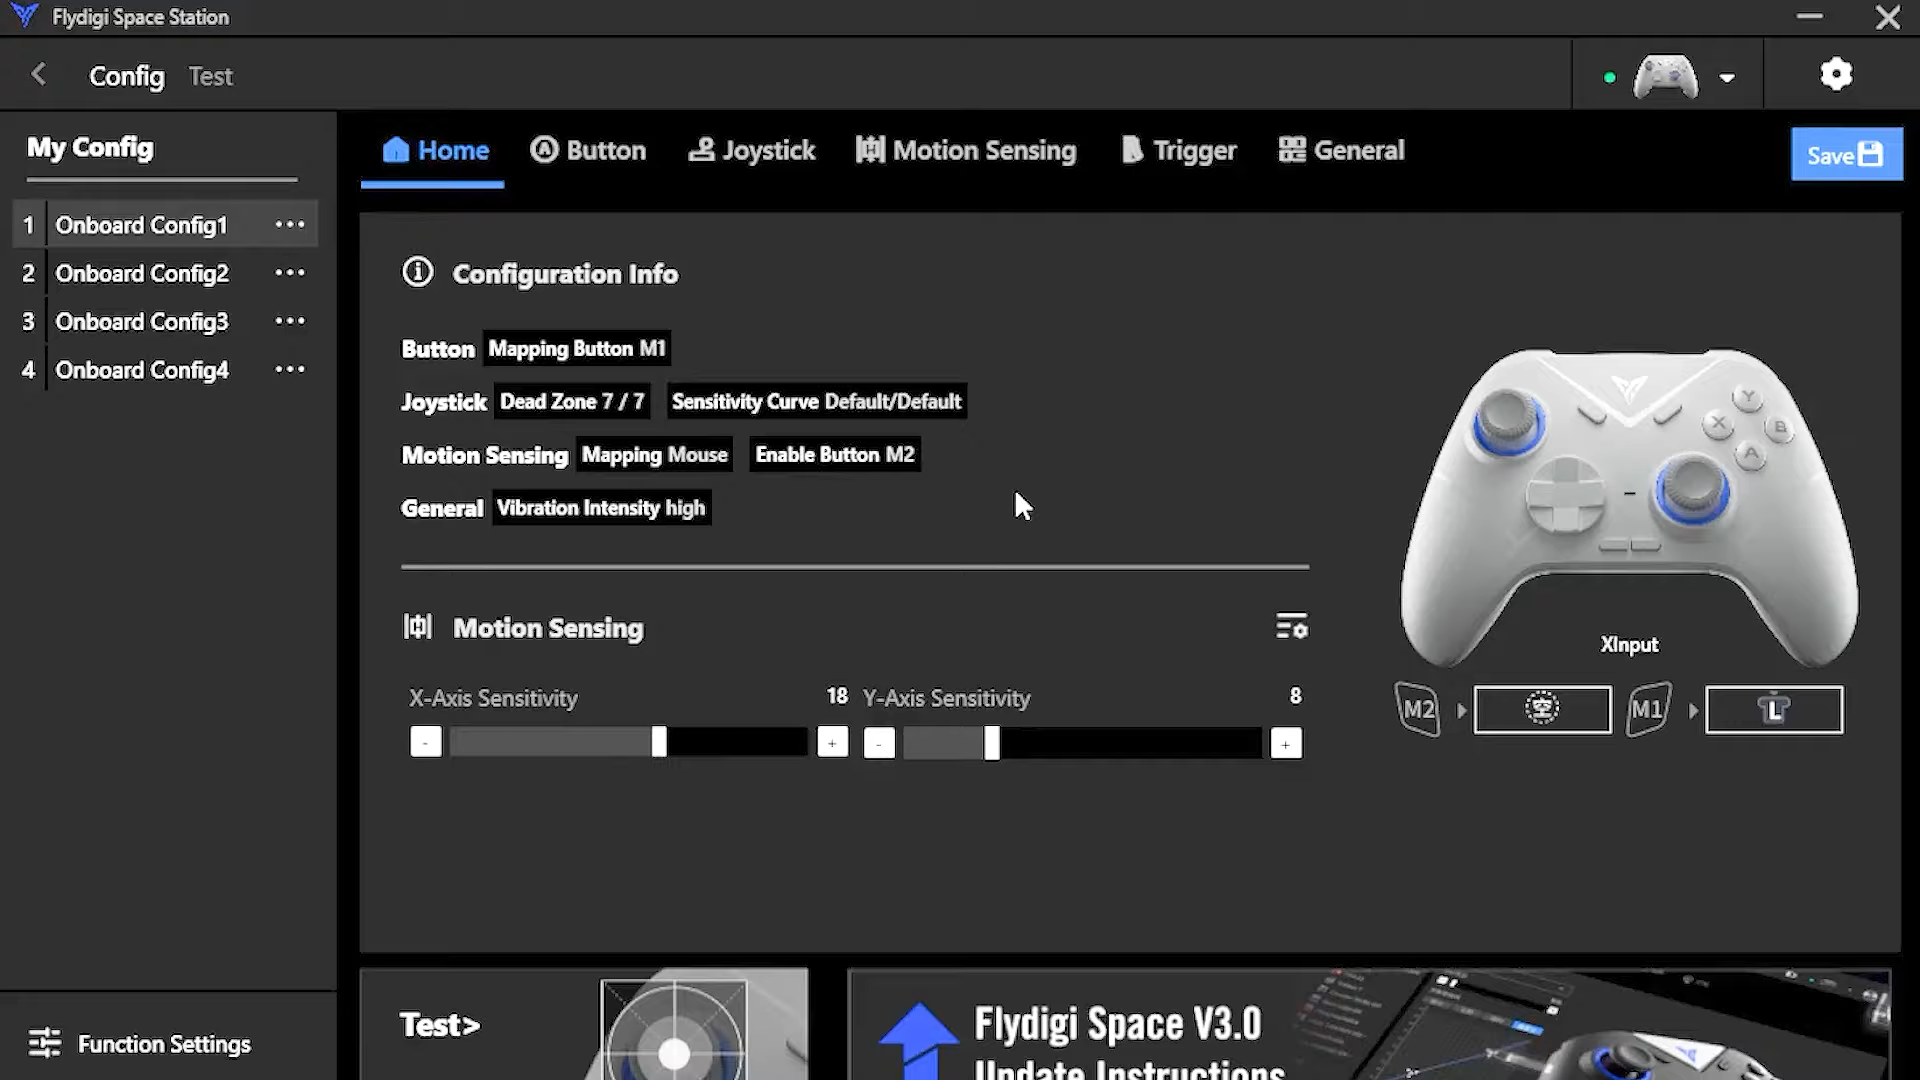 Flydigi Space Station
Config Test
My Config
1 Onboard Config1 ...
2 Onboard Config2 ...
3 Onboard Config3 ...
4 Onboard Config4 ...
Function Settings
Home Button Joystick Motion Sensing Trigger General
Save
Configuration Info
Button Mapping Button M1
Joystick Dead Zone 7 / 7 Sensitivity Curve Default/Default
Motion Sensing Mapping Mouse Enable Button M2
General Vibration Intensity high
Motion Sensing
X-Axis Sensitivity 18 Y-Axis Sensitivity 8
- + - +
Y
X B
A
XInput
M2 空 M1 L
Test>
Flydigi Space V3.0
Update Instructions